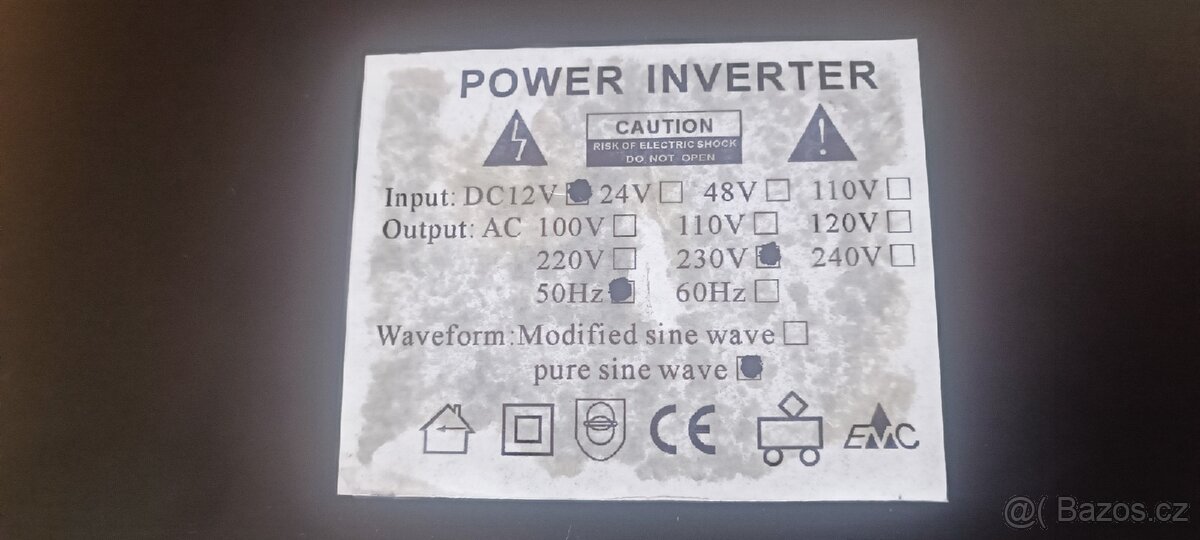 POWER INVERTER
CAUTION
RISK OF ELECTRIC SHOCK
DO NOT OPEN
Input: DC12V 24V 48V 110V
Output: AC 100V 110V 120V
220V 230V 240V
50Hz 60Hz
Waveform: Modified sine wave
pure sine wave
CE EMC
@( Bazos.cz